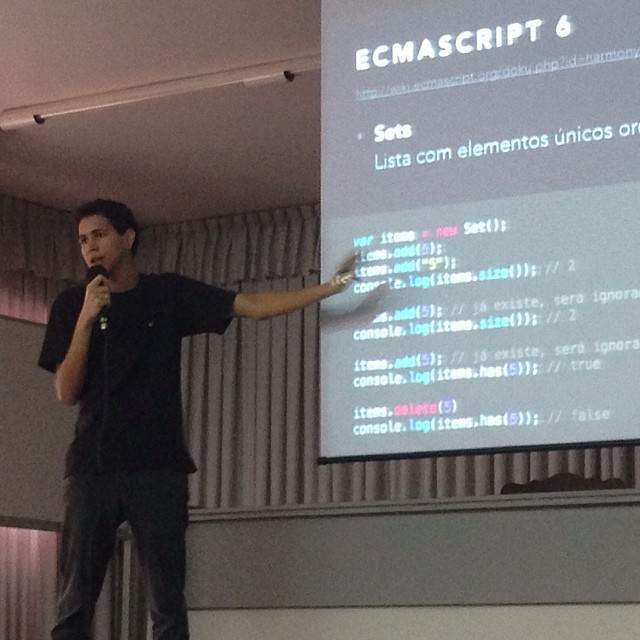 ECMASCRIPT 6
• Sets
Lista com elementos únicos
var items = new Set();
items.add(5);
items.add("5");
console.log(items.size()); // 2
items.add(5); // já existe, será ignora
console.log(items.size()); // 2
items.add(5); // já existe, será ignora
console.log(items.has(5)); // true
items.delete(5)
console.log(items.has(5)); // false